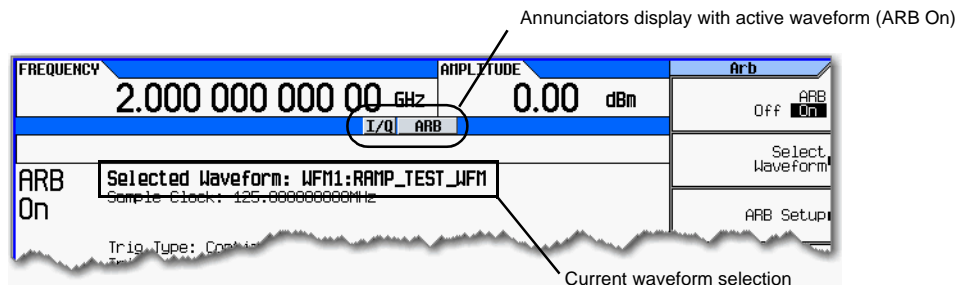 Annunciators display with active waveform (ARB On)
FREQUENCY
AMPLITUDE
Arb
2.000 000 000 00 GHz
0.00 dBm
ARB
Off On
I/Q ARB
Select
Waveform
ARB
On
Selected Waveform: WFM1:RAMP_TEST_WFM
Sample Clock: 125.000000000MHz
ARB Setup
Trig Type:
Current waveform selection